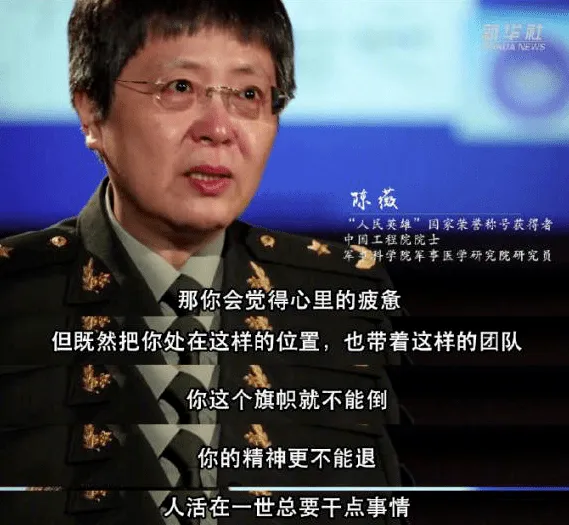 新华社
XINHUA NEWS
陈薇
“人民英雄”国家荣誉称号获得者
中国工程院院士
军事科学院军事医学研究院研究员
那你会觉得心里的疲惫
但既然把你处在这样的位置，也带着这样的团队
你这个旗帜就不能倒
你的精神更不能退
人活在一世总要干点事情